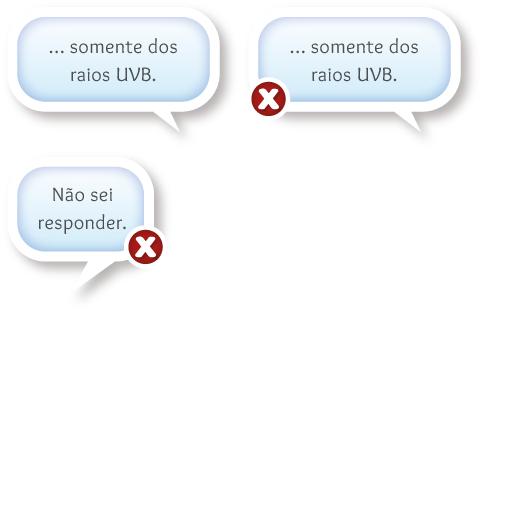 ... somente dos
raios UVB.
... somente dos
raios UVB.
Não sei
responder.